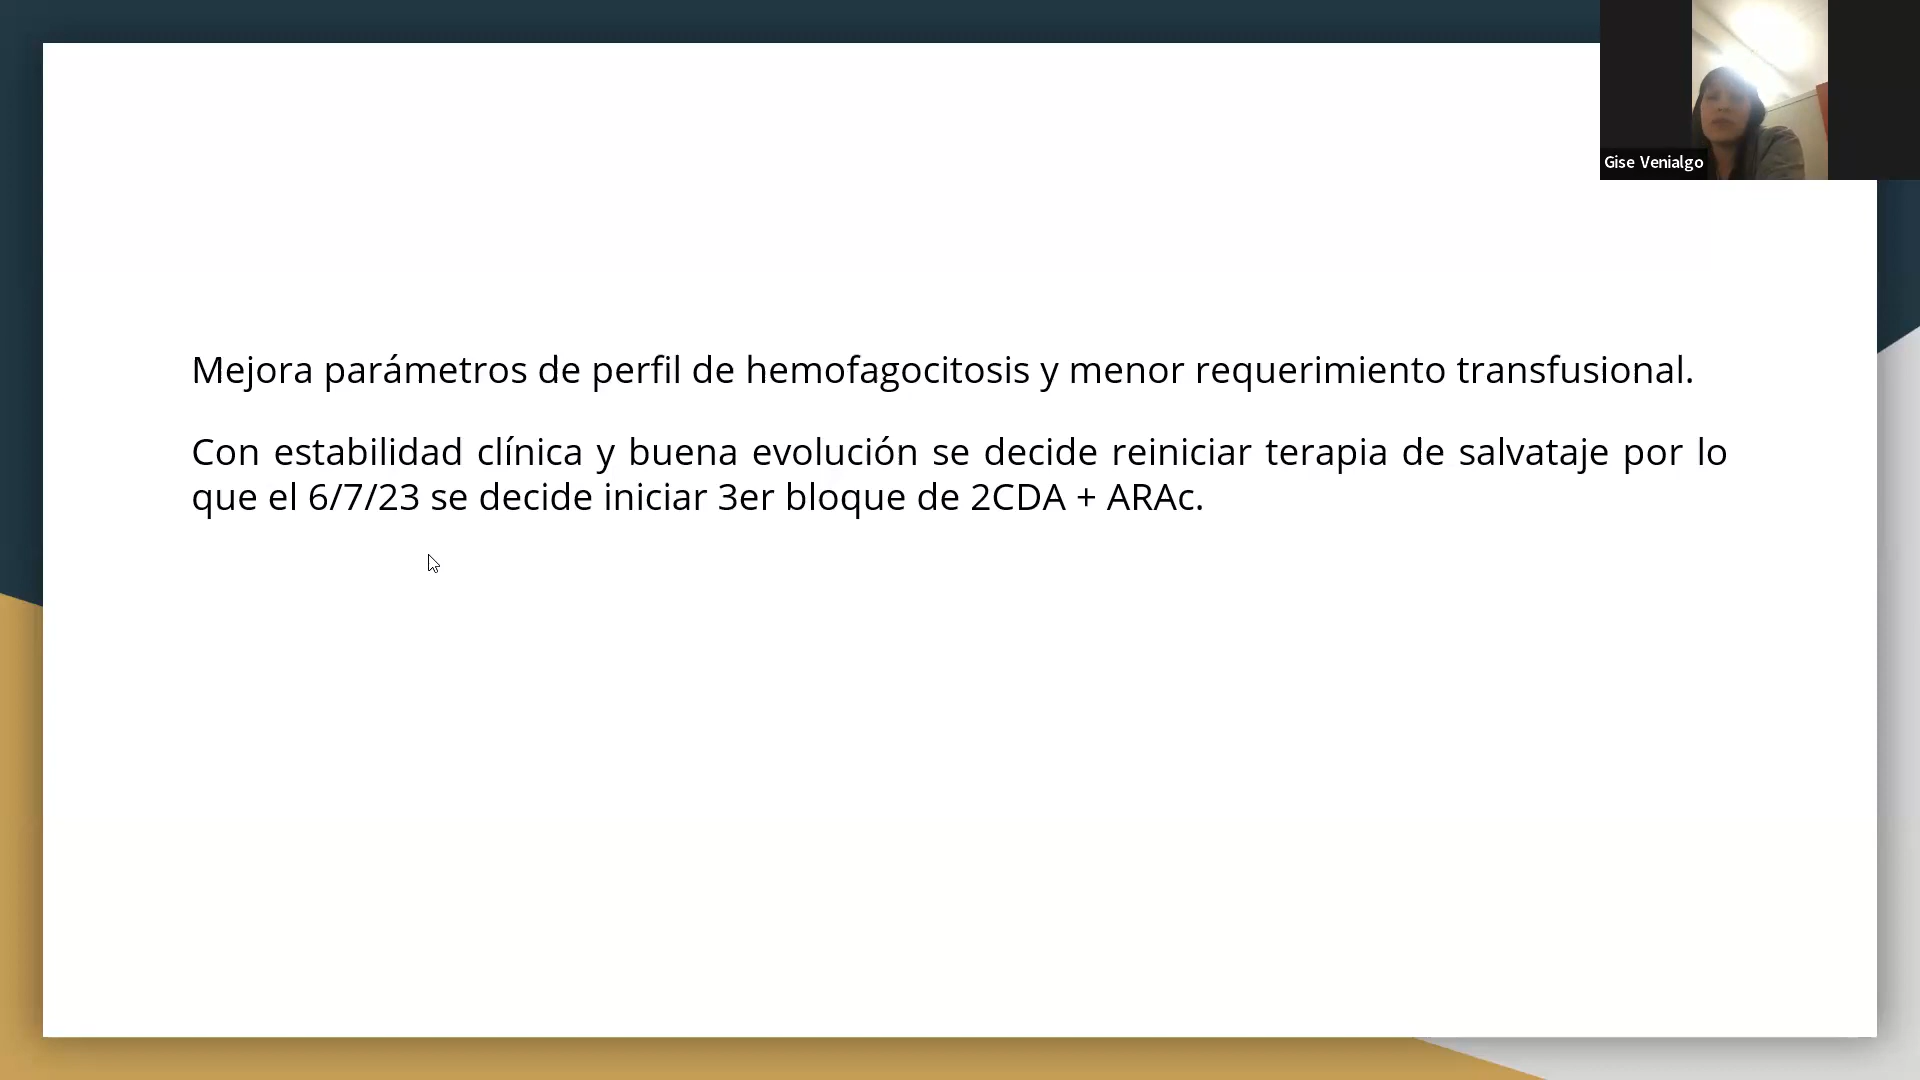 Gise Venialgo
Mejora parámetros de perfil de hemofagocitosis y menor requerimiento transfusional.
Con estabilidad clínica y buena evolución se decide reiniciar terapia de salvataje por lo
que el 6/7/23 se decide iniciar 3er bloque de 2CDA + ARAc.